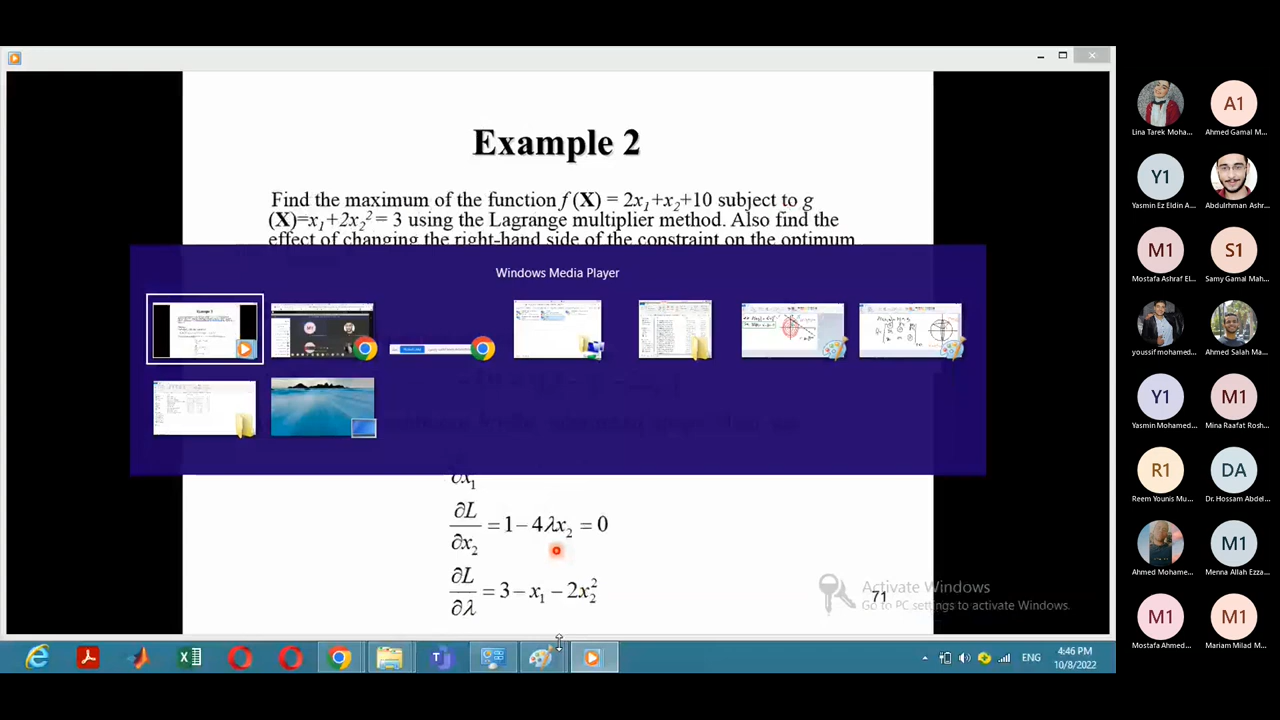 Example 2
Find the maximum of the function f (X) = 2x₁+x₂+10 subject to g
(X)=x₁+2x₂²= 3 using the Lagrange multiplier method. Also find the
effect of changing the right-hand side of the constraint on the optimum
Windows Media Player
∂x₁
∂L/∂x₂ = 1 − 4λx₂ = 0
∂L/∂λ = 3 − x₁ − 2x₂²
71
Activate Windows
Go to PC settings to activate Windows.
ENG
4:46 PM
10/8/2022
A1
Lina Tarek Moha...
Ahmed Gamal M...
Y1
Yasmin Ez Eldin A...
Abdulrhman Ashr...
M1
S1
Mostafa Ashraf El...
Samy Gamal Mah...
youssif mohamed...
Ahmed Salah Ma...
Y1
M1
Yasmin Mohamed...
Mina Raafat Rosh...
R1
DA
Reem Younis Mu...
Dr. Hossam Abdel...
M1
Ahmed Mohame...
Menna Allah Ezza...
M1
M1
Mostafa Ahmed...
Mariam Milad M...